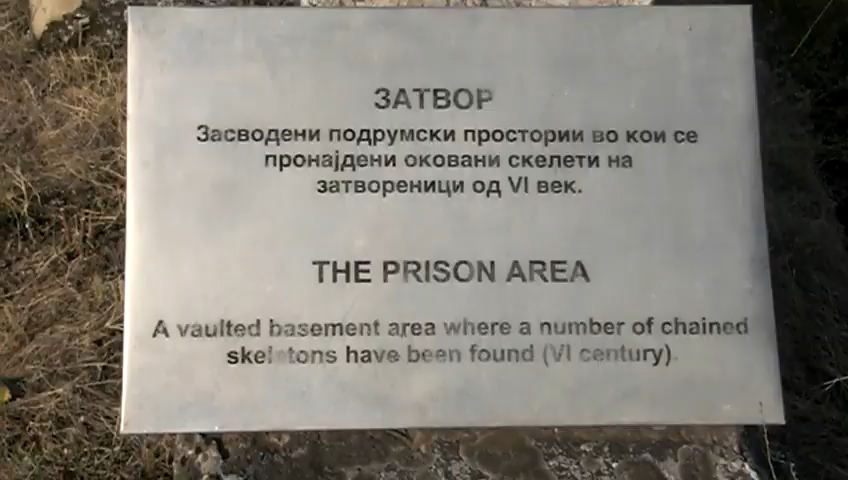 ЗАТВОР
Засводени подрумски простории во кои се
пронајдени оковани скелети на
затвореници од VI век.
THE PRISON AREA
A vaulted basement area where a number of chained
skeletons have been found (VI century)